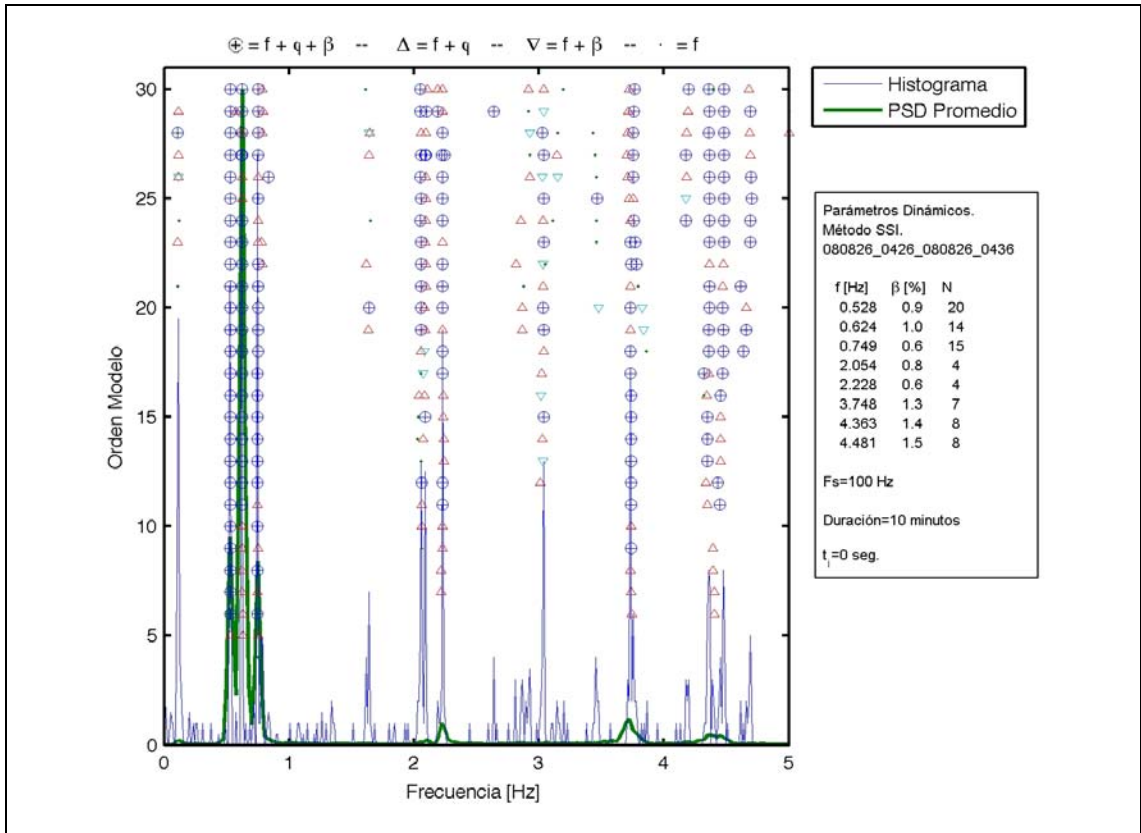 ⊕ = f + q + β -- Δ = f + q -- ∇ = f + β -- · = f
30
25
20
15
10
5
0
Orden Modelo
0 1 2 3 4 5
Frecuencia [Hz]
Histograma
PSD Promedio
Parámetros Dinámicos.
Método SSI.
080826_0426_080826_0436
f [Hz] β [%] N
0.528 0.9 20
0.624 1.0 14
0.749 0.6 15
2.054 0.8 4
2.228 0.6 4
3.748 1.3 7
4.363 1.4 8
4.481 1.5 8
Fs=100 Hz
Duración=10 minutos
t_i=0 seg.